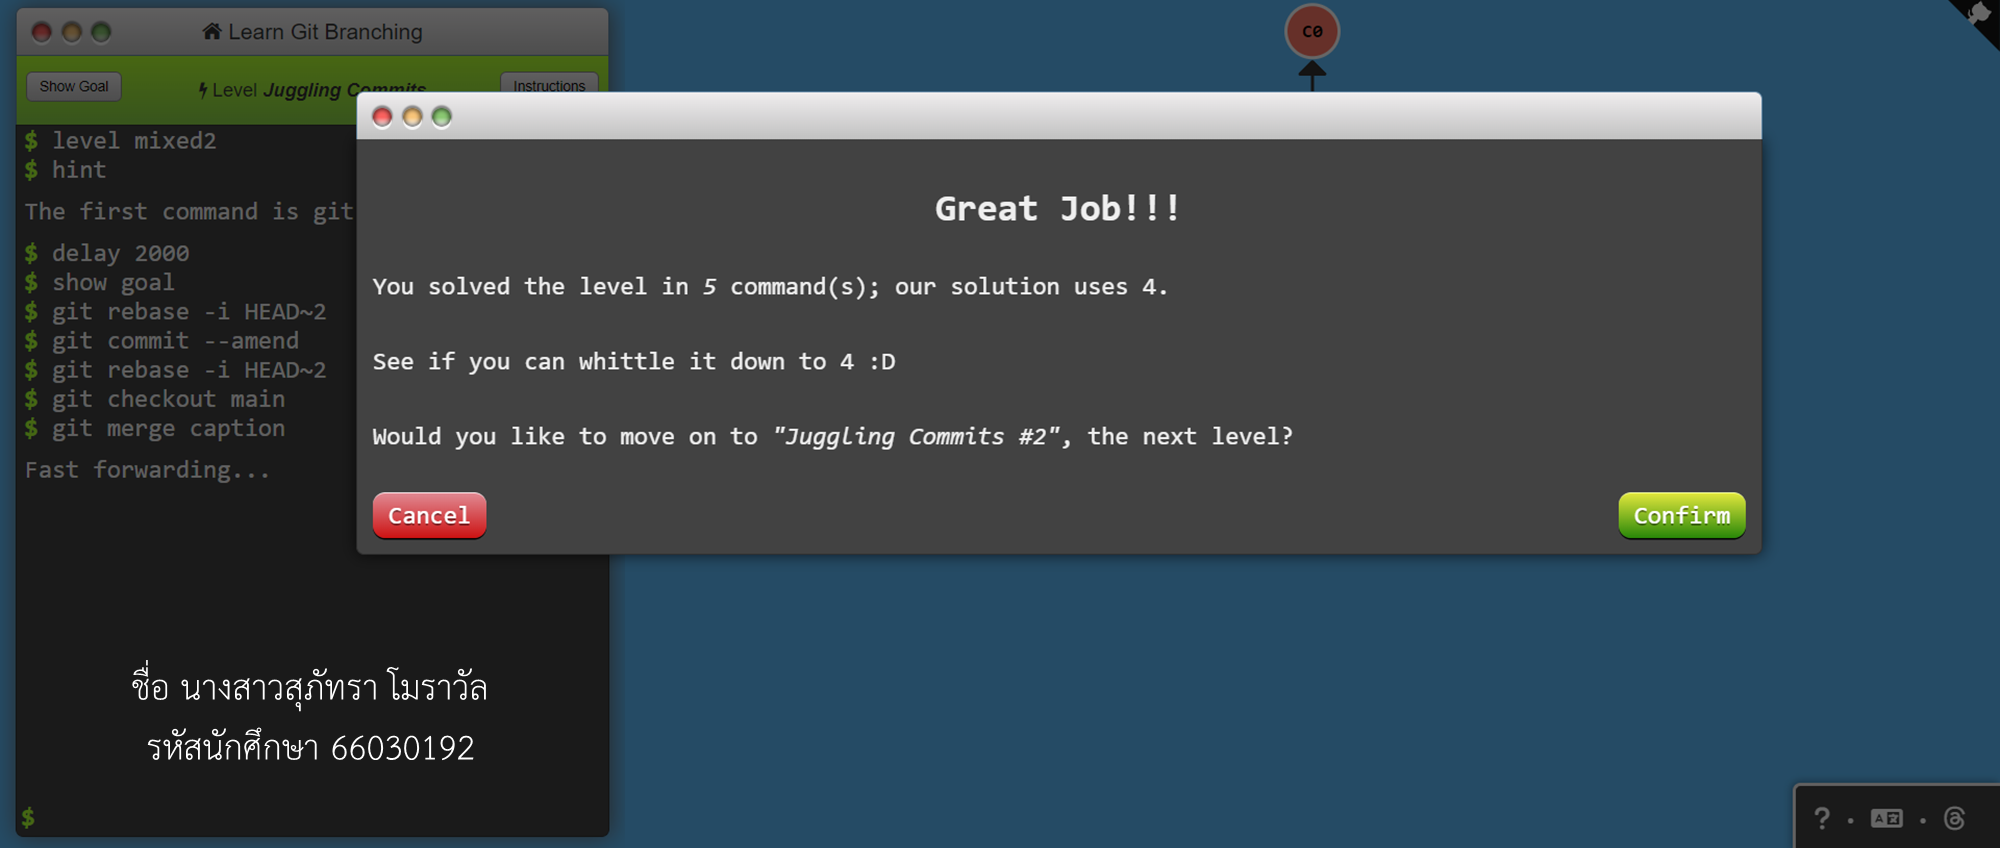 Learn Git Branching
Show Goal
Level Juggling Commits
Instructions
$ level mixed2
$ hint
The first command is git
$ delay 2000
$ show goal
$ git rebase -i HEAD~2
$ git commit --amend
$ git rebase -i HEAD~2
$ git checkout main
$ git merge caption
Fast forwarding...
ชื่อ นางสาวสุภัทรา โมราวัล
รหัสนักศึกษา 66030192
$
C0
Great Job!!!
You solved the level in 5 command(s); our solution uses 4.
See if you can whittle it down to 4 :D
Would you like to move on to "Juggling Commits #2", the next level?
Cancel
Confirm
?